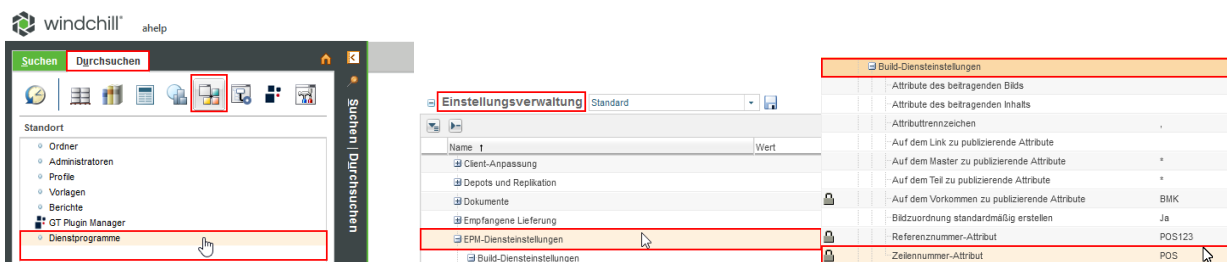 windchill® ahelp
Suchen Durchsuchen
Standort
Ordner
Administratoren
Profile
Vorlagen
Berichte
GT Plugin Manager
Dienstprogramme
Suchen | Durchsuchen
Einstellungsverwaltung Standard
Name ↑ Wert
Client-Anpassung
Depots und Replikation
Dokumente
Empfangene Lieferung
EPM-Diensteinstellungen
Build-Diensteinstellungen
Build-Diensteinstellungen
Attribute des beitragenden Bilds
Attribute des beitragenden Inhalts
Attributtrennzeichen ,
Auf dem Link zu publizierende Attribute
Auf dem Master zu publizierende Attribute *
Auf dem Teil zu publizierende Attribute *
Auf dem Vorkommen zu publizierende Attribute BMK
Bildzuordnung standardmäßig erstellen Ja
Referenznummer-Attribut POS123
Zeilennummer-Attribut POS